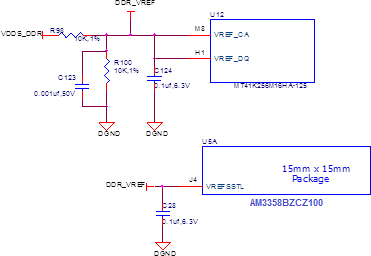 DDR_VREF
U12
VDDS_DDR
R98
10K,1%
M8
VREF_CA
H1
VREF_DQ
R100
10K,1%
C123
0.001uf,50V
C124
0.1uf,6.3V
MT41K256M16HA-125
DGND
DGND
U5A
15mm x 15mm
Package
DDR_VREF
J4
VREFSSTL
AM3358BZCZ100
C28
0.1uf,6.3V
DGND